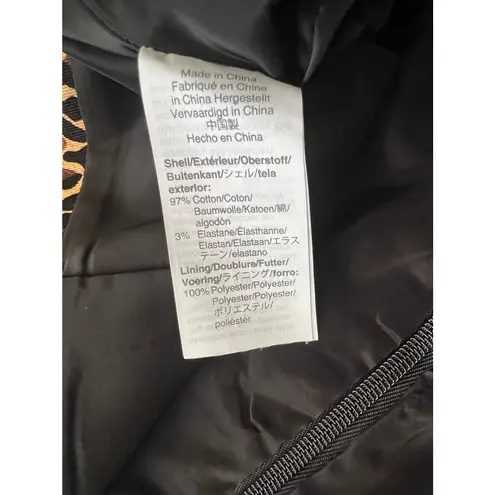 Made in China
Fabriqué en Chine
in China Hergestellt
Vervaardigd in China
中国製
Hecho en China
Shell/Extérieur/Oberstoff/
Buitenkant/シェル/tela
exterior:
97% Cotton/Coton/
Baumwolle/Katoen/綿/
algodón
3% Elastane/Élasthanne/
Elastan/Elastaan/エラス
テーン/elastano
Lining/Doublure/Futter/
Voering/ライニング/forro:
100% Polyester/Polyester/
Polyester/Polyester/
ポリエステル/
poliéster